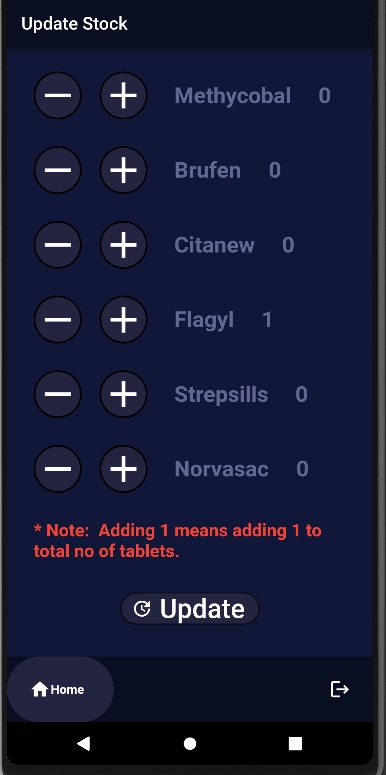 Update Stock
Methycobal 0
Brufen 0
Citanew 0
Flagyl 1
Strepsills 0
Norvasac 0
* Note: Adding 1 means adding 1 to
total no of tablets.
Update
Home